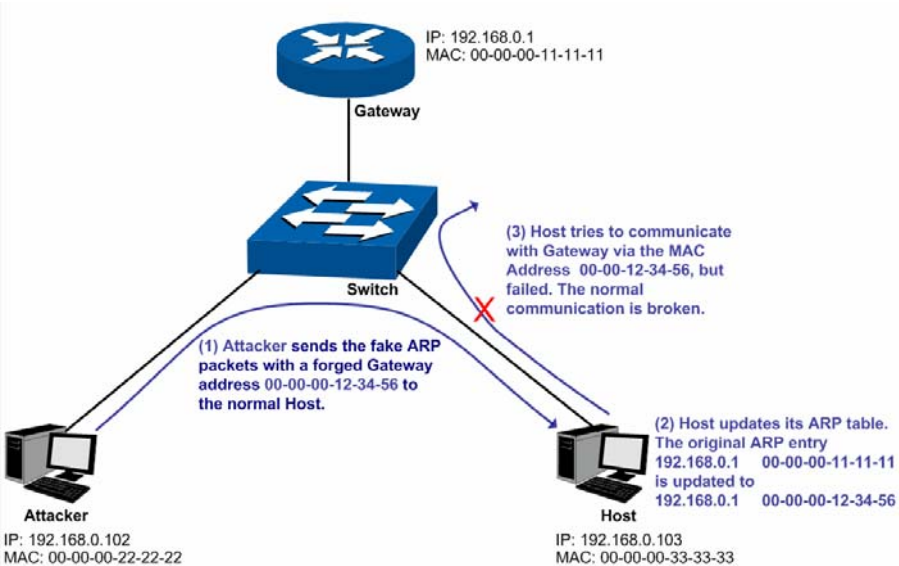 IP: 192.168.0.1
MAC: 00-00-00-11-11-11
Gateway
Switch
(3) Host tries to communicate
with Gateway via the MAC
Address 00-00-12-34-56, but
failed. The normal
communication is broken.
(1) Attacker sends the fake ARP
packets with a forged Gateway
address 00-00-00-12-34-56 to
the normal Host.
(2) Host updates its ARP table.
The original ARP entry
192.168.0.1 00-00-00-11-11-11
is updated to
192.168.0.1 00-00-00-12-34-56
Attacker
IP: 192.168.0.102
MAC: 00-00-00-22-22-22
Host
IP: 192.168.0.103
MAC: 00-00-00-33-33-33